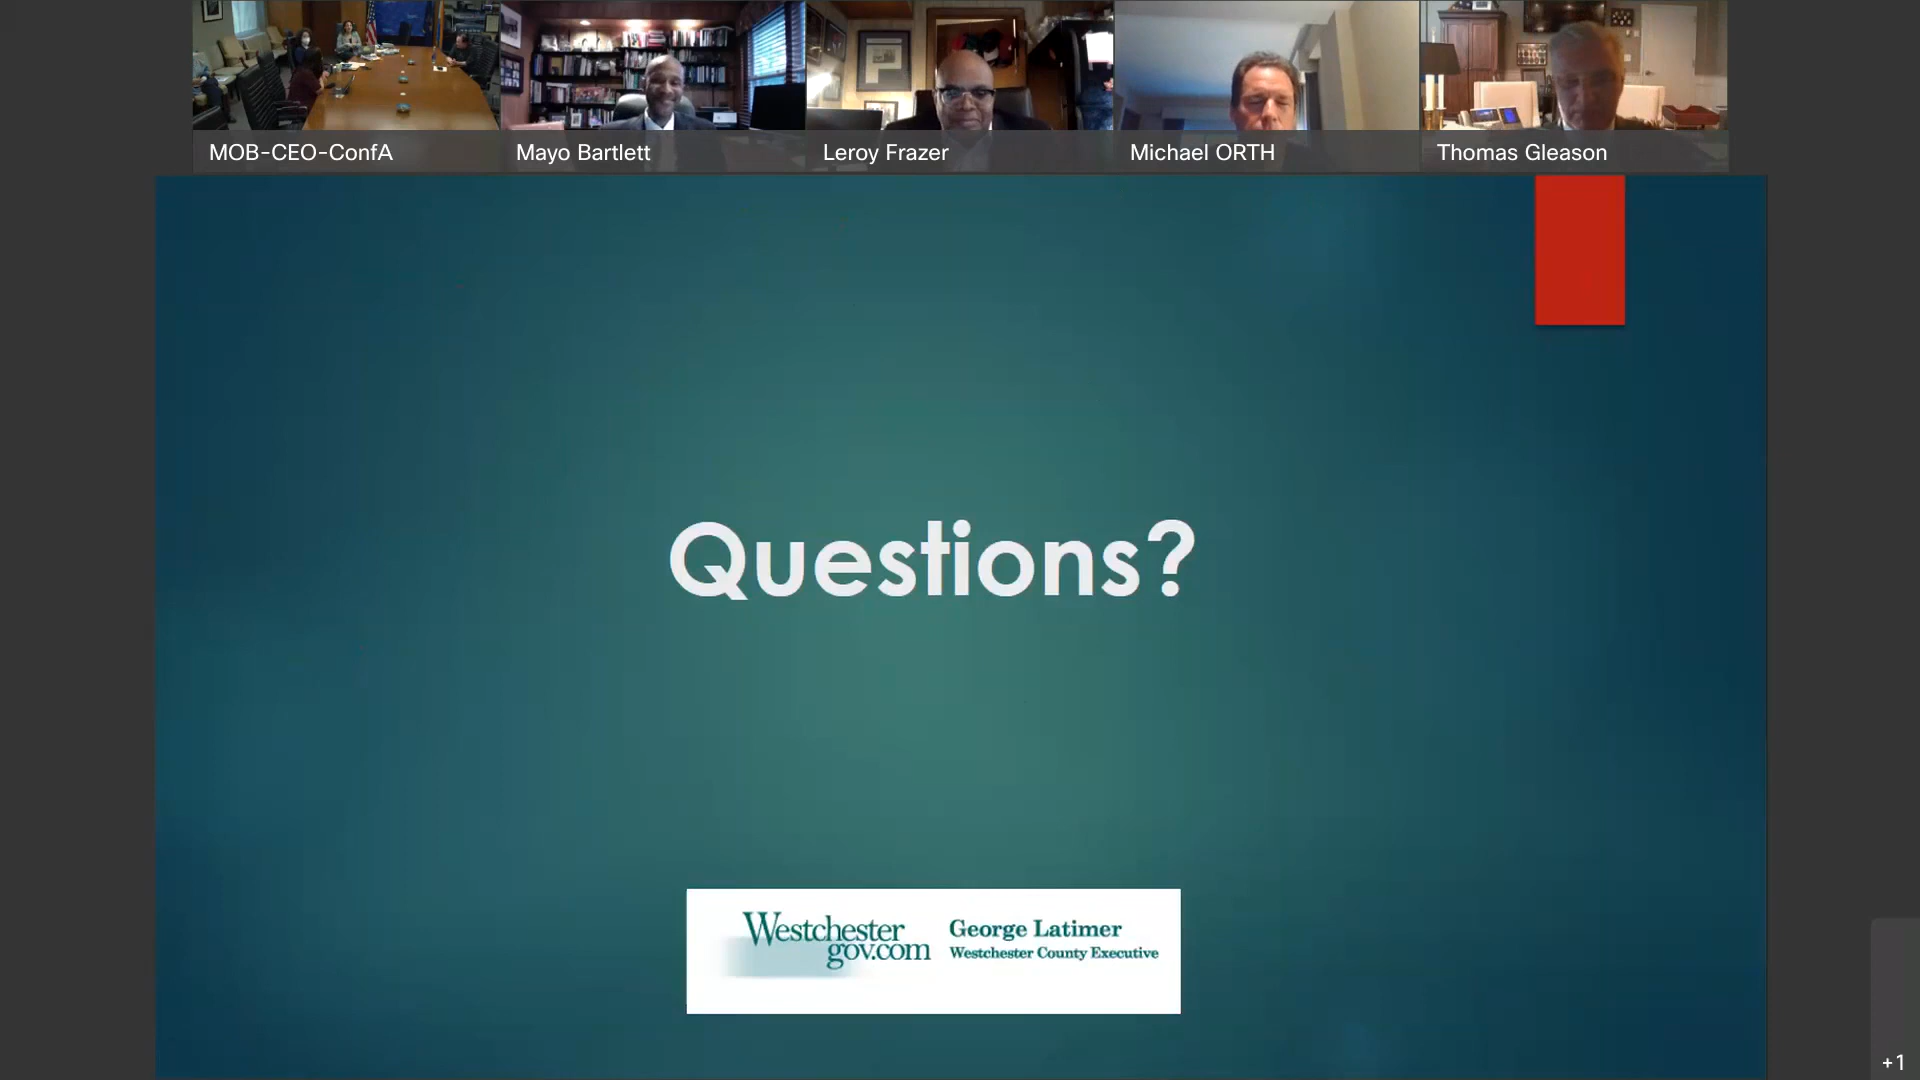 MOB-CEO-ConfA
Mayo Bartlett
Leroy Frazer
Michael ORTH
Thomas Gleason
Questions?
Westchester
gov.com
George Latimer
Westchester County Executive
+1